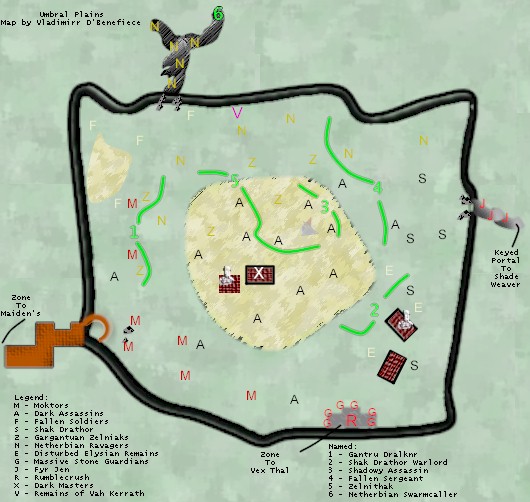 Umbral Plains
Map by Vladimirr D'Benefiece
6
N
N
N
N
N
F
V
N
N
F
F
N
N
Z
Z
N
N
S
5
4
A
M
Z
A
Z
A
3
F
N
J
J
J
1
Z
A
A
A
A
S
S
S
M
A
Keyed
Portal
To
Shade
Weaver
A
Z
X
A
E
A
A
S
E
2
Zone
To
Maiden's
M
M
M
A
E
S
M
M
A
G
G
G
G
G
R
G
G
Zone
To
Vex Thal
Legend:
M - Moktors
A - Dark Assassins
F - Fallen Soldiers
S - Shak Drathor
Z - Gargantuan Zelniaks
N - Netherbian Ravagers
E - Disturbed Elysian Remains
G - Massive Stone Guardians
J - Fyr Jen
R - Rumblecrush
X - Dark Masters
V - Remains of Vah Kerrath
Named:
1 - Gantru Dralknr
2 - Shak Drathor Warlord
3 - Shadowy Assassin
4 - Fallen Sergeant
5 - Zelnithak
6 - Netherbian Swarmcaller